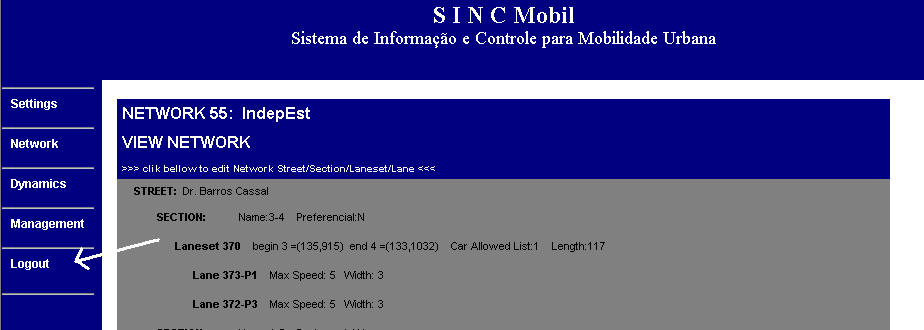 S I N C Mobil
Sistema de Informação e Controle para Mobilidade Urbana
Settings
Network
Dynamics
Management
Logout
NETWORK 55: IndepEst
VIEW NETWORK
>>> clik bellow to edit Network Street/Section/Laneset/Lane <<<
STREET: Dr. Barros Cassal
SECTION: Name:3-4 Preferencial:N
Laneset 370 begin 3 =(135,915) end 4 =(133,1032) Car Allowed List:1 Length:117
Lane 373-P1 Max Speed: 5 Width: 3
Lane 372-P3 Max Speed: 5 Width: 3